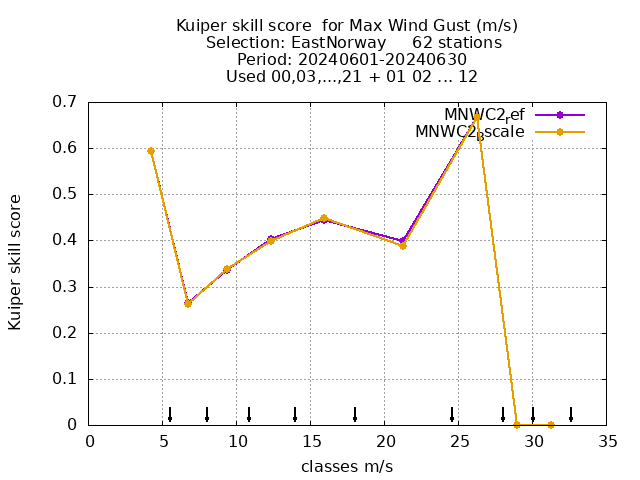 Kuiper skill score  for Max Wind Gust (m/s)
Selection: EastNorway     62 stations
Period: 20240601-20240630
Used 00,03,...,21 + 01 02 ... 12
MNWC2ref
MNWC2Bscale
Kuiper skill score
0.7
0.6
0.5
0.4
0.3
0.2
0.1
0
0 5 10 15 20 25 30 35
classes m/s